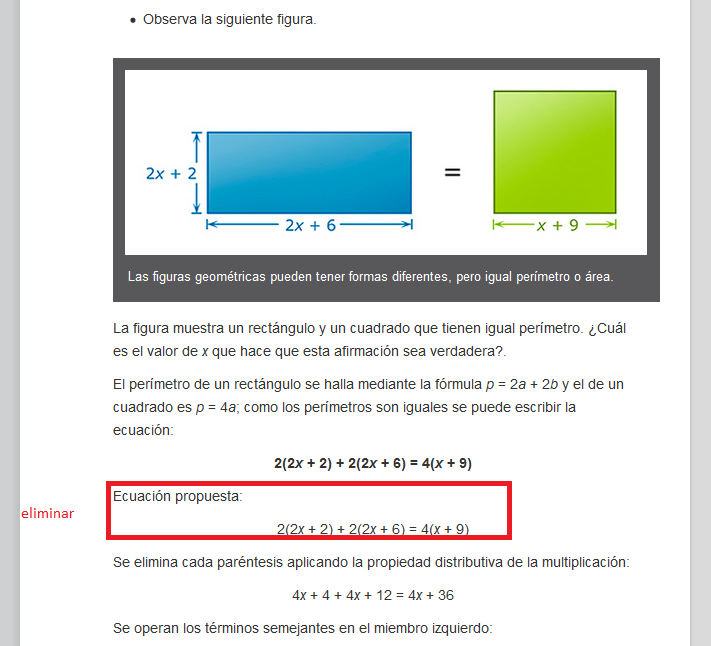 • Observa la siguiente figura.
2x + 2
=
2x + 6
x + 9
Las figuras geométricas pueden tener formas diferentes, pero igual perímetro o área.
La figura muestra un rectángulo y un cuadrado que tienen igual perímetro. ¿Cuál
es el valor de x que hace que esta afirmación sea verdadera?.
El perímetro de un rectángulo se halla mediante la fórmula p = 2a + 2b y el de un
cuadrado es p = 4a; como los perímetros son iguales se puede escribir la
ecuación:
2(2x + 2) + 2(2x + 6) = 4(x + 9)
Ecuación propuesta:
eliminar
2(2x + 2) + 2(2x + 6) = 4(x + 9)
Se elimina cada paréntesis aplicando la propiedad distributiva de la multiplicación:
4x + 4 + 4x + 12 = 4x + 36
Se operan los términos semejantes en el miembro izquierdo: